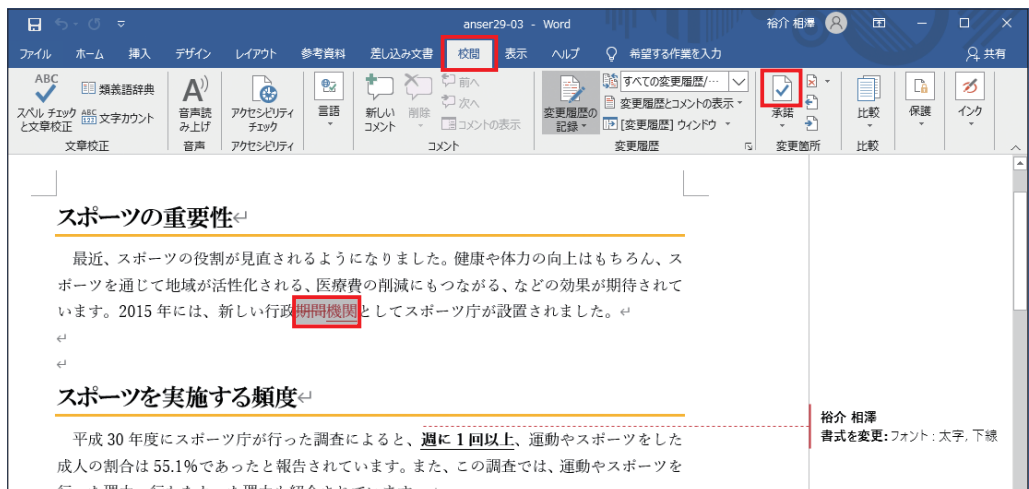 anser29-03 - Word
裕介 相澤
ファイル ホーム 挿入 デザイン レイアウト 参考資料 差し込み文書 校閲 表示 ヘルプ 希望する作業を入力 共有
ABC
スペル チェック
と文章校正
類義語辞典
ABC 123 文字カウント
文章校正
A
音声読
み上げ
音声
アクセシビリティ
チェック
アクセシビリティ
言語
新しい
コメント
削除
前へ
次へ
コメントの表示
コメント
変更履歴の
記録
すべての変更履歴/…
変更履歴とコメントの表示
[変更履歴] ウィンドウ
変更履歴
承諾
変更箇所
比較
比較
保護
インク
スポーツの重要性↵
最近、スポーツの役割が見直されるようになりました。健康や体力の向上はもちろん、ス
ポーツを通じて地域が活性化される、医療費の削減にもつながる、などの効果が期待されて
います。2015 年には、新しい行政期間機関としてスポーツ庁が設置されました。↵
↵
↵
スポーツを実施する頻度↵
平成 30 年度にスポーツ庁が行った調査によると、週に 1 回以上、運動やスポーツをした
成人の割合は 55.1%であったと報告されています。また、この調査では、運動やスポーツを
裕介 相澤
書式を変更: フォント : 太字, 下線